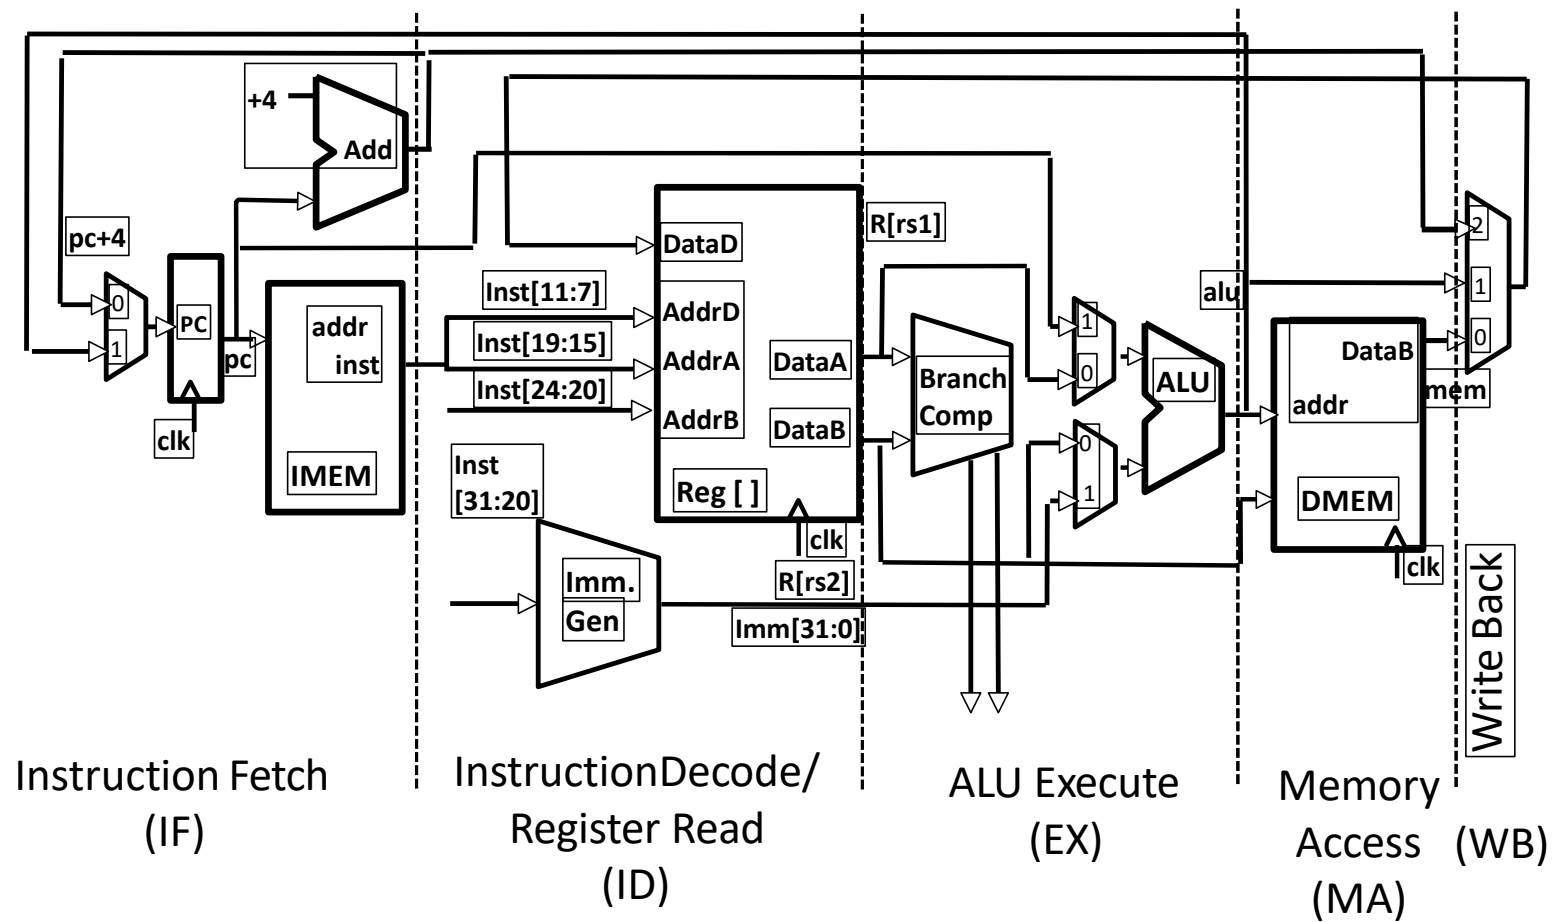 +4
Add
pc+4
0
1
PC
pc
clk
addr
inst
IMEM
Inst[11:7]
Inst[19:15]
Inst[24:20]
Inst
[31:20]
DataD
AddrD
AddrA
AddrB
DataA
DataB
Reg [ ]
clk
Imm.
Gen
R[rs1]
R[rs2]
Imm[31:0]
Branch
Comp
1
0
0
1
ALU
alu
DataB
addr
DMEM
clk
mem
2
1
0
Write Back
Instruction Fetch
(IF)
InstructionDecode/
Register Read
(ID)
ALU Execute
(EX)
Memory
Access
(MA)
(WB)